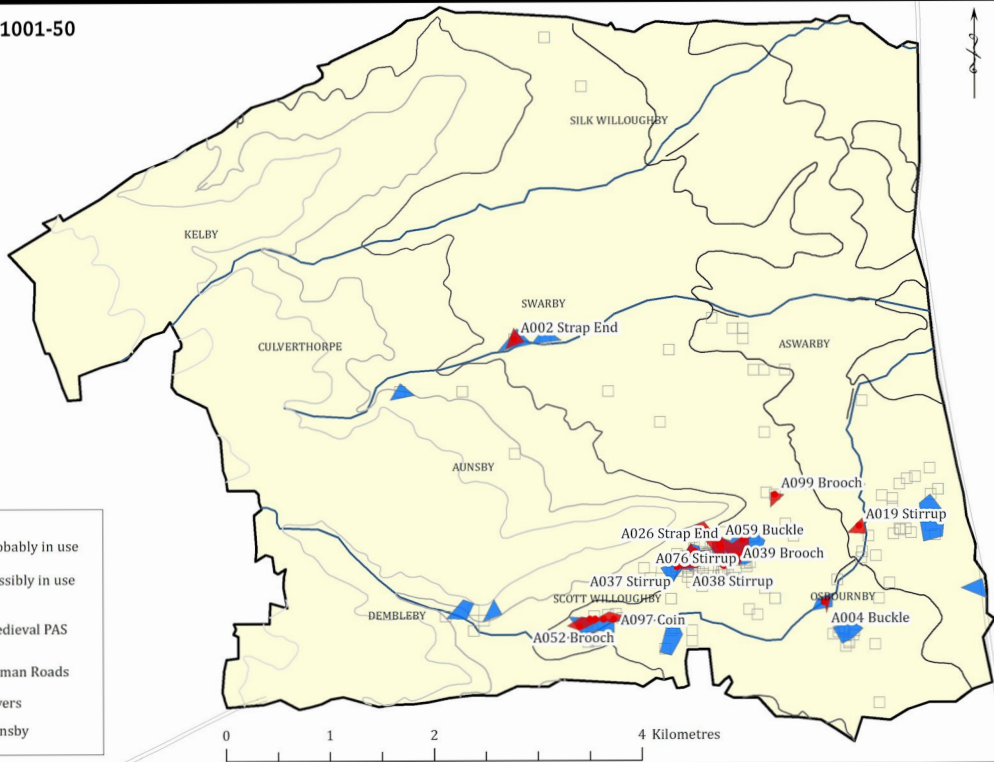 1001-50
SILK WILLOUGHBY
KELBY
SWARBY
A002 Strap End
CULVERTHORPE
ASWARBY
AUNSBY
A099 Brooch
A019 Stirrup
A026 Strap End
A059 Buckle
A076 Stirrup
A039 Brooch
A037 Stirrup
A038 Stirrup
SCOTT WILLOUGHBY
OSBOURNBY
DEMBLEBY
A097 Coin
A004 Buckle
A052 Brooch
obably in use
ssibly in use
edieval PAS
man Roads
vers
nsby
0 1 2 4 Kilometres